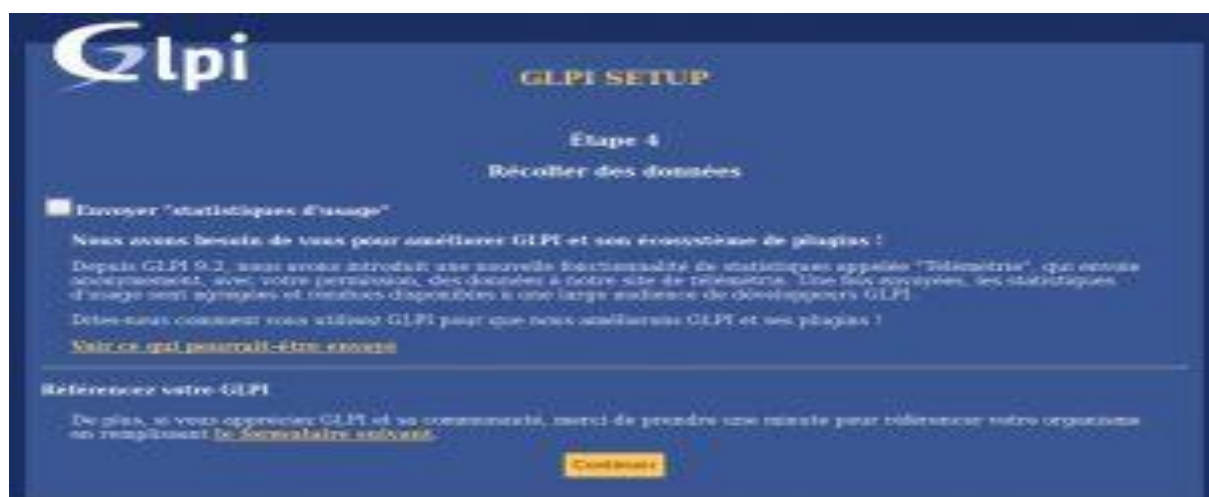 Glpi
GLPI SETUP
Étape 4
Récolter des données
Envoyer "statistiques d'usage"
Nous avons besoin de vous pour améliorer GLPI et son écosystème de plugins !
Depuis GLPI 9.2, nous avons introduit une nouvelle fonctionnalité de statistiques appelée "Télémétrie", qui envoie
anonymement, avec votre permission, des données à notre site de télémétrie. Une fois envoyées, les statistiques
d'usage sont agrégées et rendues disponibles à une large audience de développeurs GLPI.
Dites-nous comment vous utilisez GLPI pour que nous améliorions GLPI et ses plugins !
Voir ce qui pourrait-être envoyé
Référencez votre GLPI
De plus, si vous appréciez GLPI et sa communauté, merci de prendre une minute pour référencer votre organisme
en remplissant le formulaire suivant.
Continuer